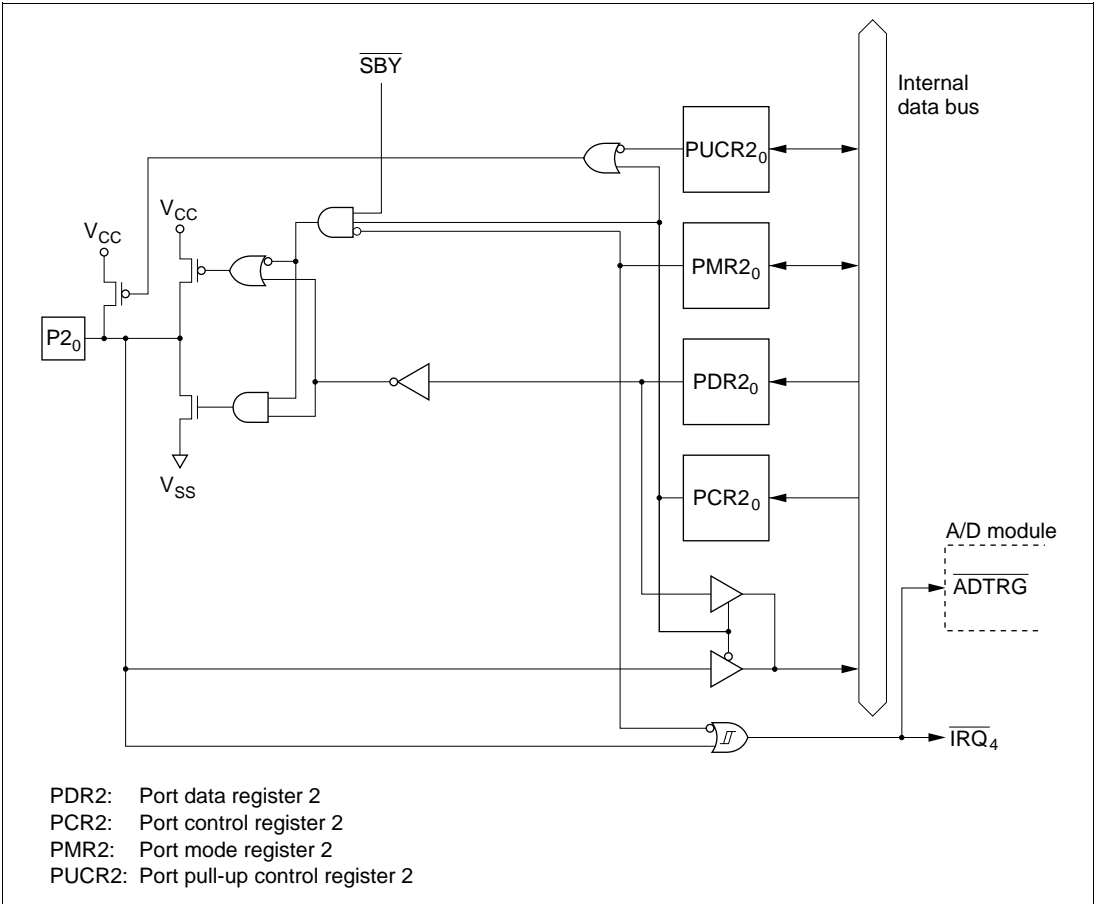 SBY
Internal
data bus
PUCR2₀
V_CC
V_CC
PMR2₀
P2₀
PDR2₀
V_SS
PCR2₀
A/D module
ADTRG
IRQ₄
PDR2: Port data register 2
PCR2: Port control register 2
PMR2: Port mode register 2
PUCR2: Port pull-up control register 2